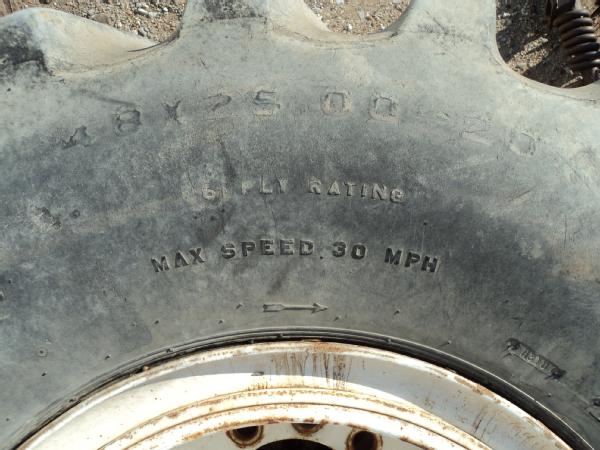 48X25.00-20
6 PLY RATING
MAX SPEED 30 MPH